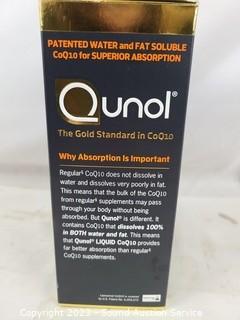 PATENTED WATER and FAT SOLUBLE
CoQ10 for SUPERIOR ABSORPTION
Qunol®
The Gold Standard in CoQ10
Why Absorption Is Important
Regular§ CoQ10 does not dissolve in
water and dissolves very poorly in fat.
This means that the bulk of the CoQ10
from regular§ supplements may pass
through your body without being
absorbed. But Qunol® is different. It
contains CoQ10 that dissolves 100%
in BOTH water and fat. This means
that Qunol® LIQUID CoQ10 provides
far better absorption than regular§
CoQ10 supplements.
© 2023 - Sound Auction Service